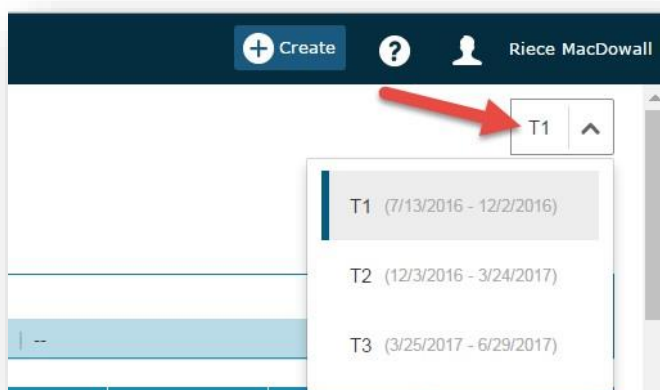 Create
?
Riece MacDowall
T1
T1 (7/13/2016 - 12/2/2016)
T2 (12/3/2016 - 3/24/2017)
| --
T3 (3/25/2017 - 6/29/2017)